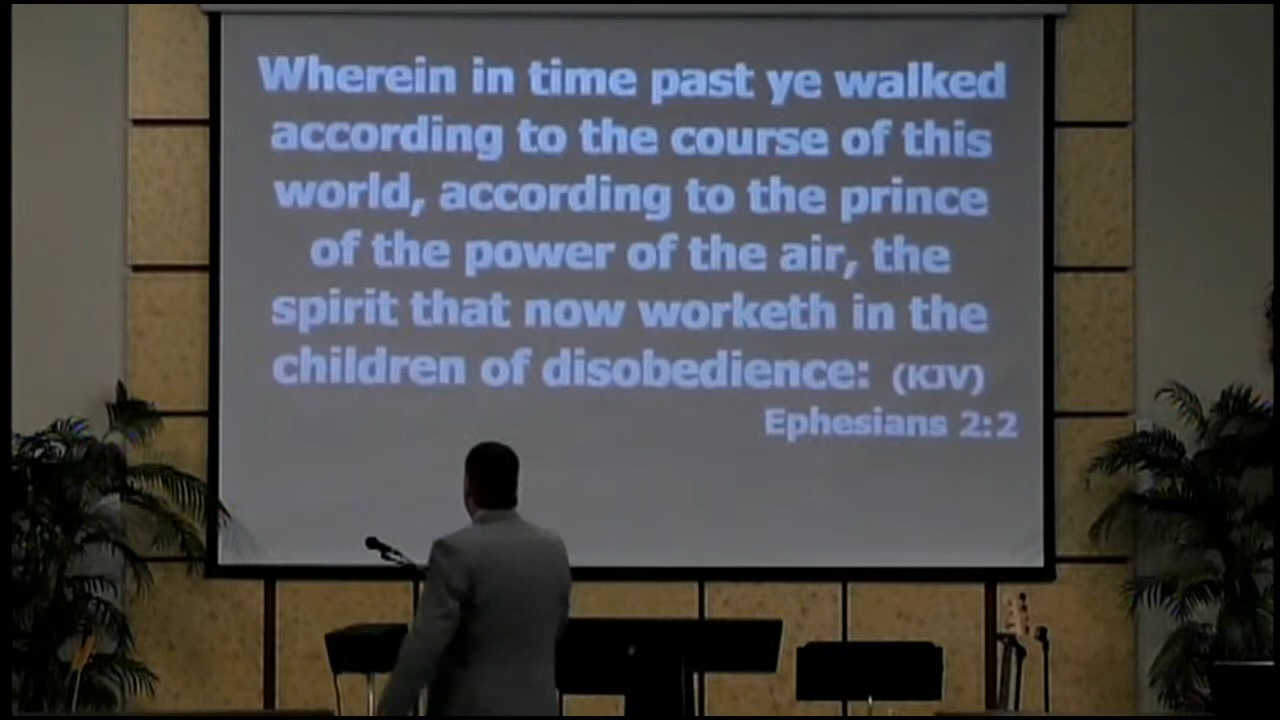 Wherein in time past ye walked
according to the course of this
world, according to the prince
of the power of the air, the
spirit that now worketh in the
children of disobedience: (KJV)
Ephesians 2:2